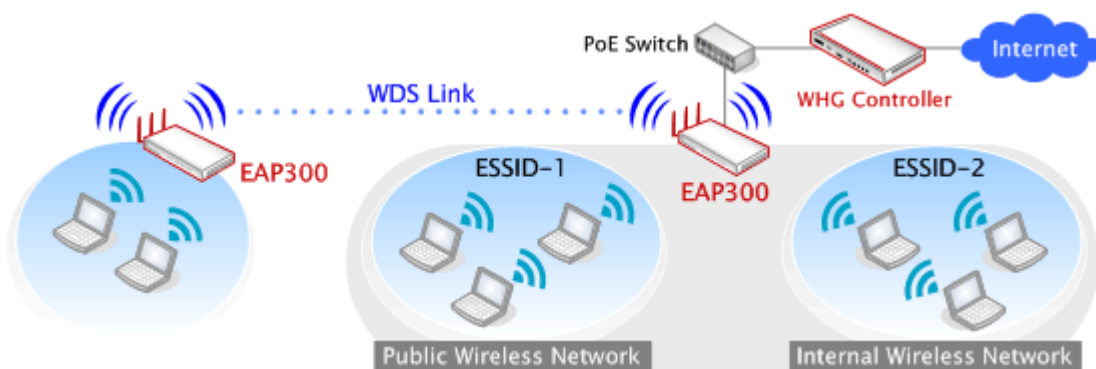 PoE Switch
Internet
WHG Controller
WDS Link
EAP300
EAP300
ESSID-1
ESSID-2
Public Wireless Network
Internal Wireless Network